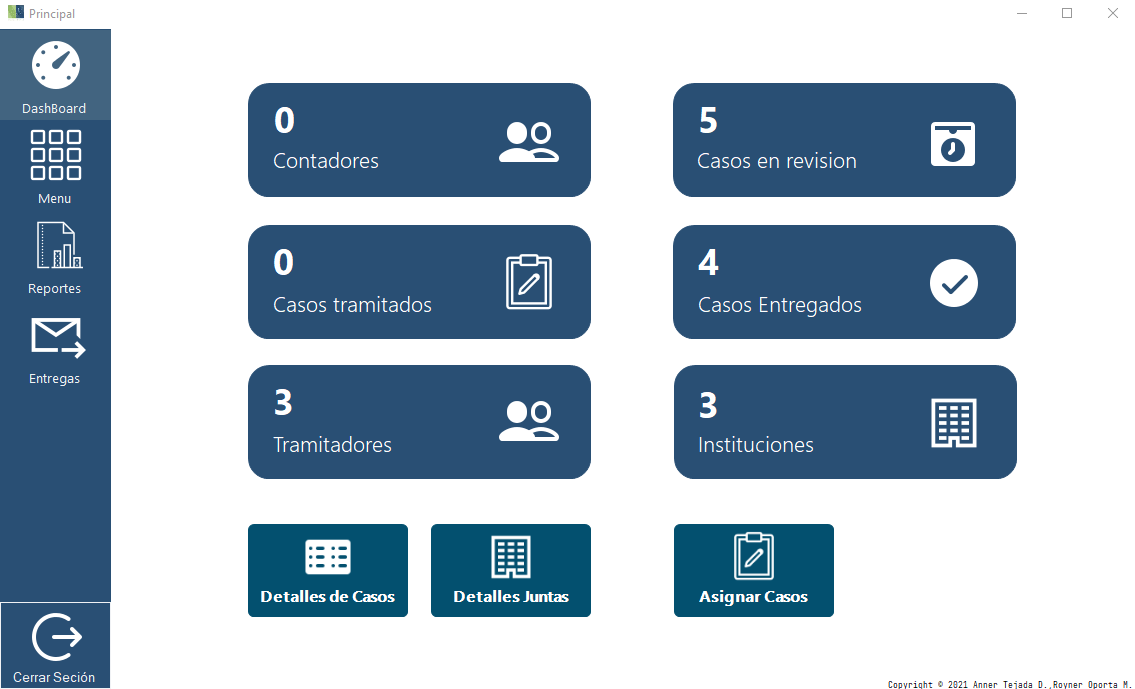 Principal
DashBoard
Menu
Reportes
Entregas
Cerrar Seción
0
Contadores
5
Casos en revision
0
Casos tramitados
4
Casos Entregados
3
Tramitadores
3
Instituciones
Detalles de Casos
Detalles Juntas
Asignar Casos
Copyright © 2021 Anner Tejada D.,Royner Oporta M.